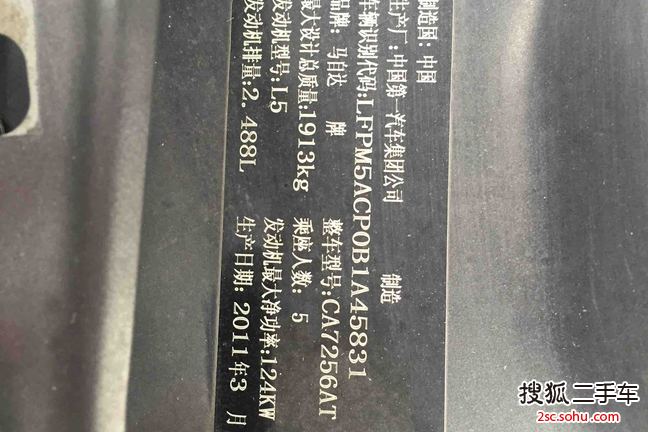 制造国：中国
生产厂：中国第一汽车集团公司 制造
车辆识别代码：LFPM5ACP0B1A45831
品牌：马自达 牌 整车型号：CA7256AT
最大设计总质量：1913kg 乘座人数：5
发动机型号：L5 发动机最大净功率：124KW
发动机排量：2.488L 生产日期：2011年3月
搜狐二手车
2sc.sohu.com